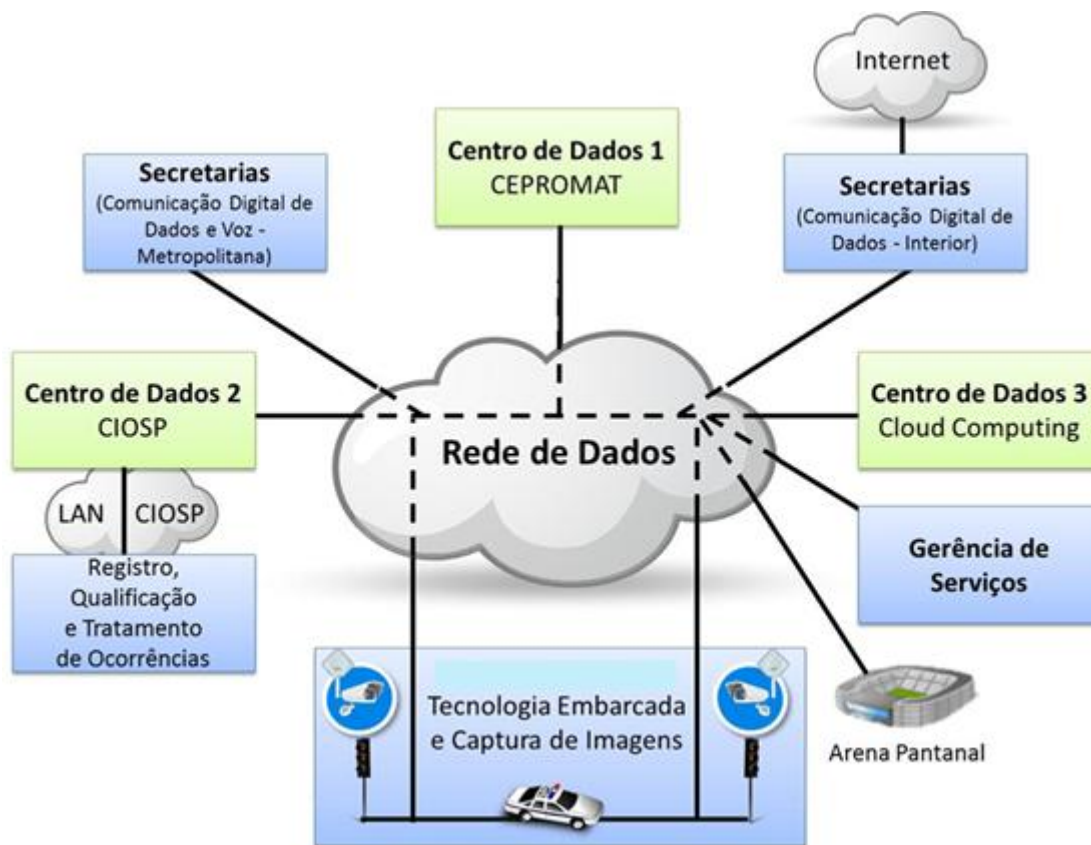 Internet
Centro de Dados 1
CEPROMAT
Secretarias
(Comunicação Digital de
Dados e Voz -
Metropolitana)
Secretarias
(Comunicação Digital de
Dados - Interior)
Centro de Dados 2
CIOSP
Rede de Dados
Centro de Dados 3
Cloud Computing
LAN CIOSP
Registro,
Qualificação
e Tratamento
de Ocorrências
Gerência de
Serviços
Tecnologia Embarcada
e Captura de Imagens
Arena Pantanal